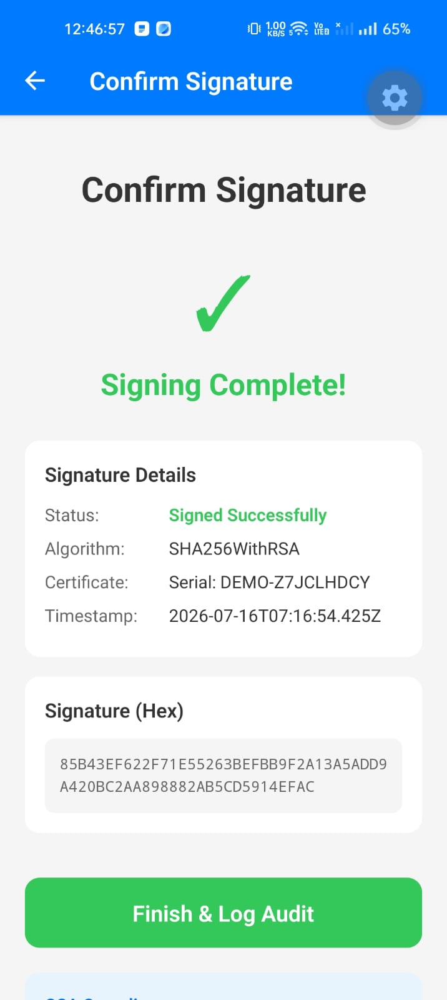 12:46:57 1.00 KB/S 5 Vo LTE 2 65%
Confirm Signature
Confirm Signature
Signing Complete!
Signature Details
Status: Signed Successfully
Algorithm: SHA256WithRSA
Certificate: Serial: DEMO-Z7JCLHDCY
Timestamp: 2026-07-16T07:16:54.425Z
Signature (Hex)
85B43EF622F71E55263BEFBB9F2A13A5ADD9
A420BC2AA898882AB5CD5914EFAC
Finish & Log Audit